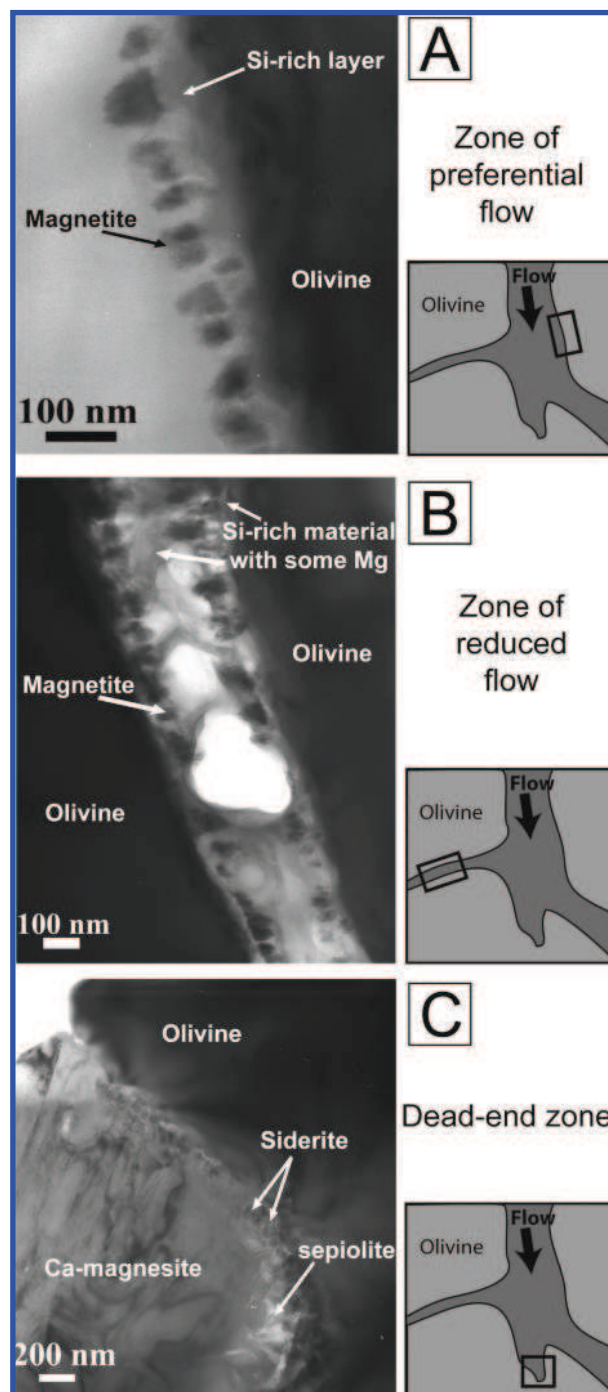 Si-rich layer
Magnetite
Olivine
100 nm
A
Zone of
preferential
flow
Flow
Olivine
Si-rich material
with some Mg
Olivine
Magnetite
Olivine
100 nm
B
Zone of
reduced
flow
Flow
Olivine
Olivine
Siderite
sepiolite
Ca-magnesite
200 nm
C
Dead-end zone
Flow
Olivine